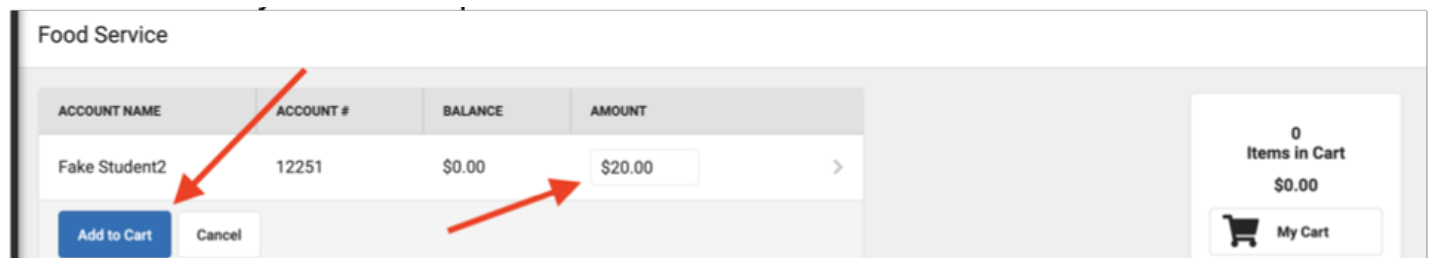 Food Service
ACCOUNT NAME ACCOUNT # BALANCE AMOUNT
Fake Student2 12251 $0.00 $20.00
Add to Cart Cancel
0
Items in Cart
$0.00
My Cart